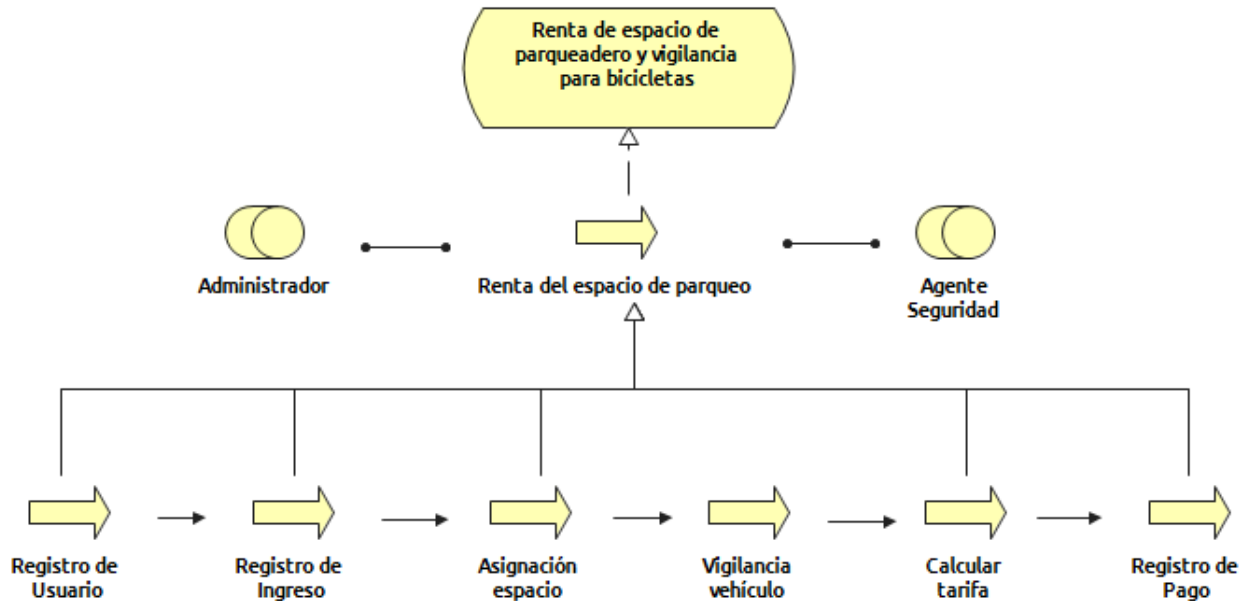 Renta de espacio de
parqueadero y vigilancia
para bicicletas
Administrador
Renta del espacio de parqueo
Agente
Seguridad
Registro de
Usuario
Registro de
Ingreso
Asignación
espacio
Vigilancia
vehículo
Calcular
tarifa
Registro de
Pago